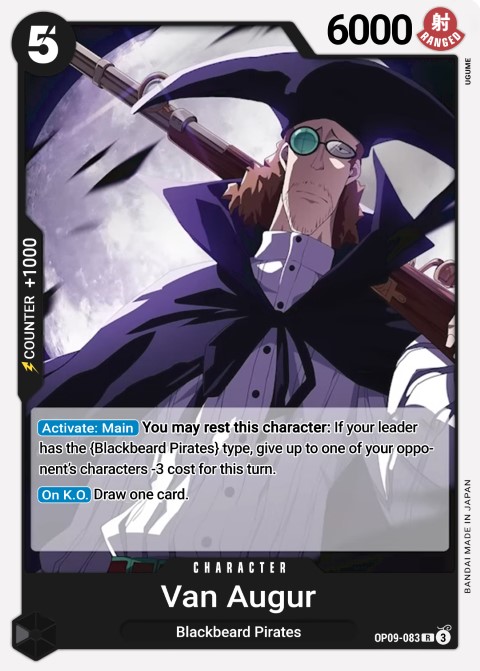 5
6000
射
RANGED
UGUME
COUNTER +1000
Activate: Main You may rest this character: If your leader
has the {Blackbeard Pirates} type, give up to one of your oppo-
nent's characters -3 cost for this turn.
On K.O. Draw one card.
BANDAI MADE IN JAPAN
CHARACTER
Van Augur
Blackbeard Pirates
OP09-083 R 3